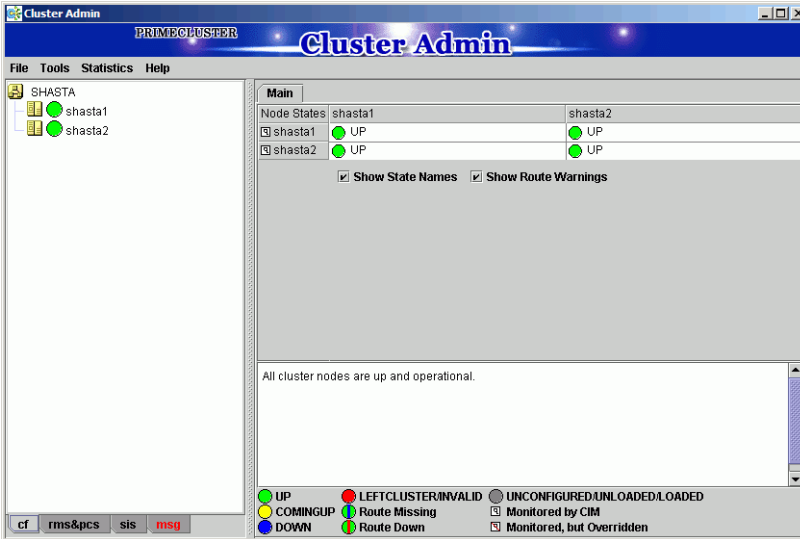 Cluster Admin
PRIMECLUSTER
Cluster Admin
File Tools Statistics Help
SHASTA
shasta1
shasta2
Main
Node States shasta1 shasta2
shasta1 UP UP
shasta2 UP UP
Show State Names Show Route Warnings
All cluster nodes are up and operational.
UP LEFTCLUSTER/INVALID UNCONFIGURED/UNLOADED/LOADED
COMINGUP Route Missing Monitored by CIM
DOWN Route Down Monitored, but Overridden
cf rms&pcs sis msg